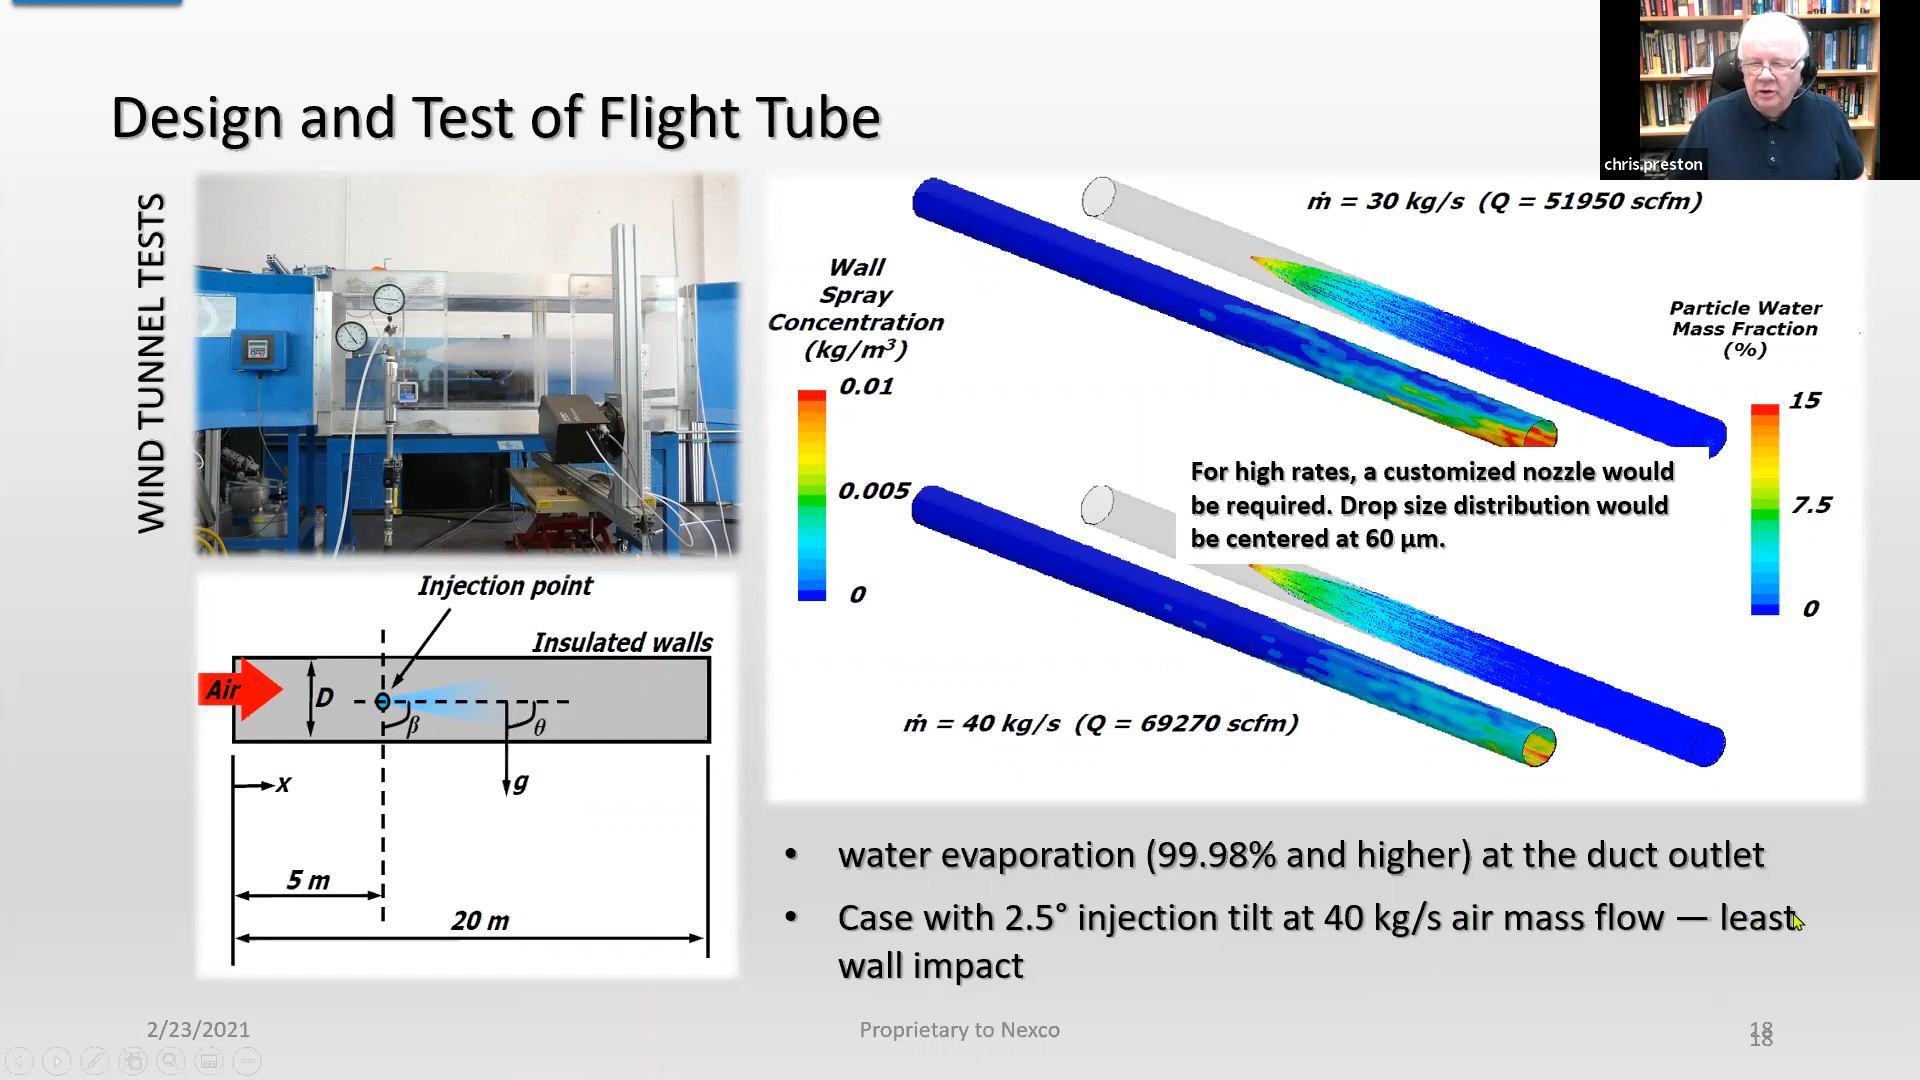 Design and Test of Flight Tube
chris.preston
WIND TUNNEL TESTS
ṁ = 30 kg/s (Q = 51950 scfm)
Wall
Spray
Concentration
(kg/m³)
0.01
0.005
0
Particle Water
Mass Fraction
(%)
15
7.5
0
For high rates, a customized nozzle would
be required. Drop size distribution would
be centered at 60 µm.
ṁ = 40 kg/s (Q = 69270 scfm)
Injection point
Insulated walls
Air
D
β
θ
g
x
5 m
20 m
• water evaporation (99.98% and higher) at the duct outlet
• Case with 2.5° injection tilt at 40 kg/s air mass flow — least
wall impact
2/23/2021
Proprietary to Nexco
18
18